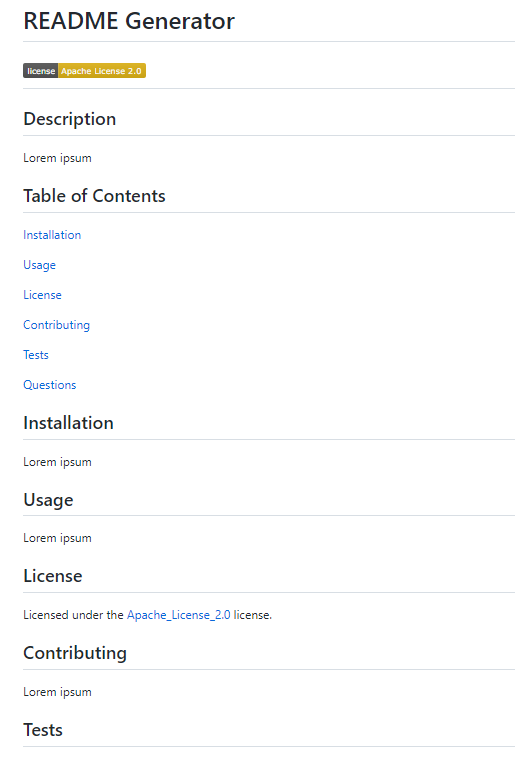 README Generator
license Apache License 2.0
Description
Lorem ipsum
Table of Contents
Installation
Usage
License
Contributing
Tests
Questions
Installation
Lorem ipsum
Usage
Lorem ipsum
License
Licensed under the Apache_License_2.0 license.
Contributing
Lorem ipsum
Tests